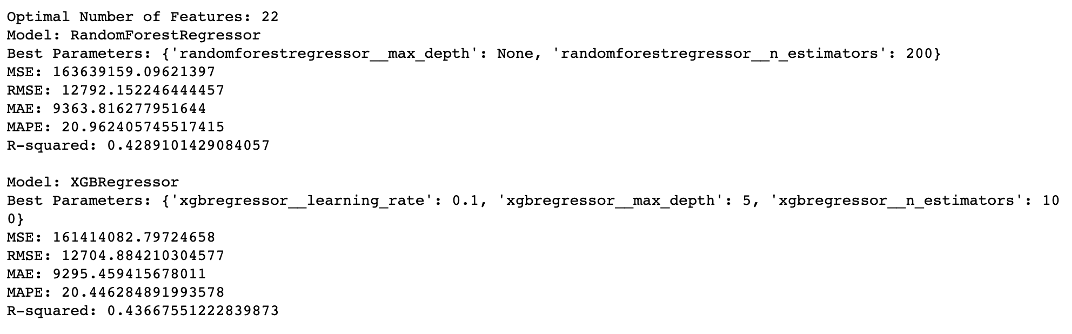 Optimal Number of Features: 22
Model: RandomForestRegressor
Best Parameters: {'randomforestregressor__max_depth': None, 'randomforestregressor__n_estimators': 200}
MSE: 163639159.09621397
RMSE: 12792.152246444457
MAE: 9363.816277951644
MAPE: 20.962405745517415
R-squared: 0.4289101429084057
Model: XGBRegressor
Best Parameters: {'xgbregressor__learning_rate': 0.1, 'xgbregressor__max_depth': 5, 'xgbregressor__n_estimators': 10
0}
MSE: 161414082.79724658
RMSE: 12704.884210304577
MAE: 9295.459415678011
MAPE: 20.446284891993578
R-squared: 0.43667551222839873